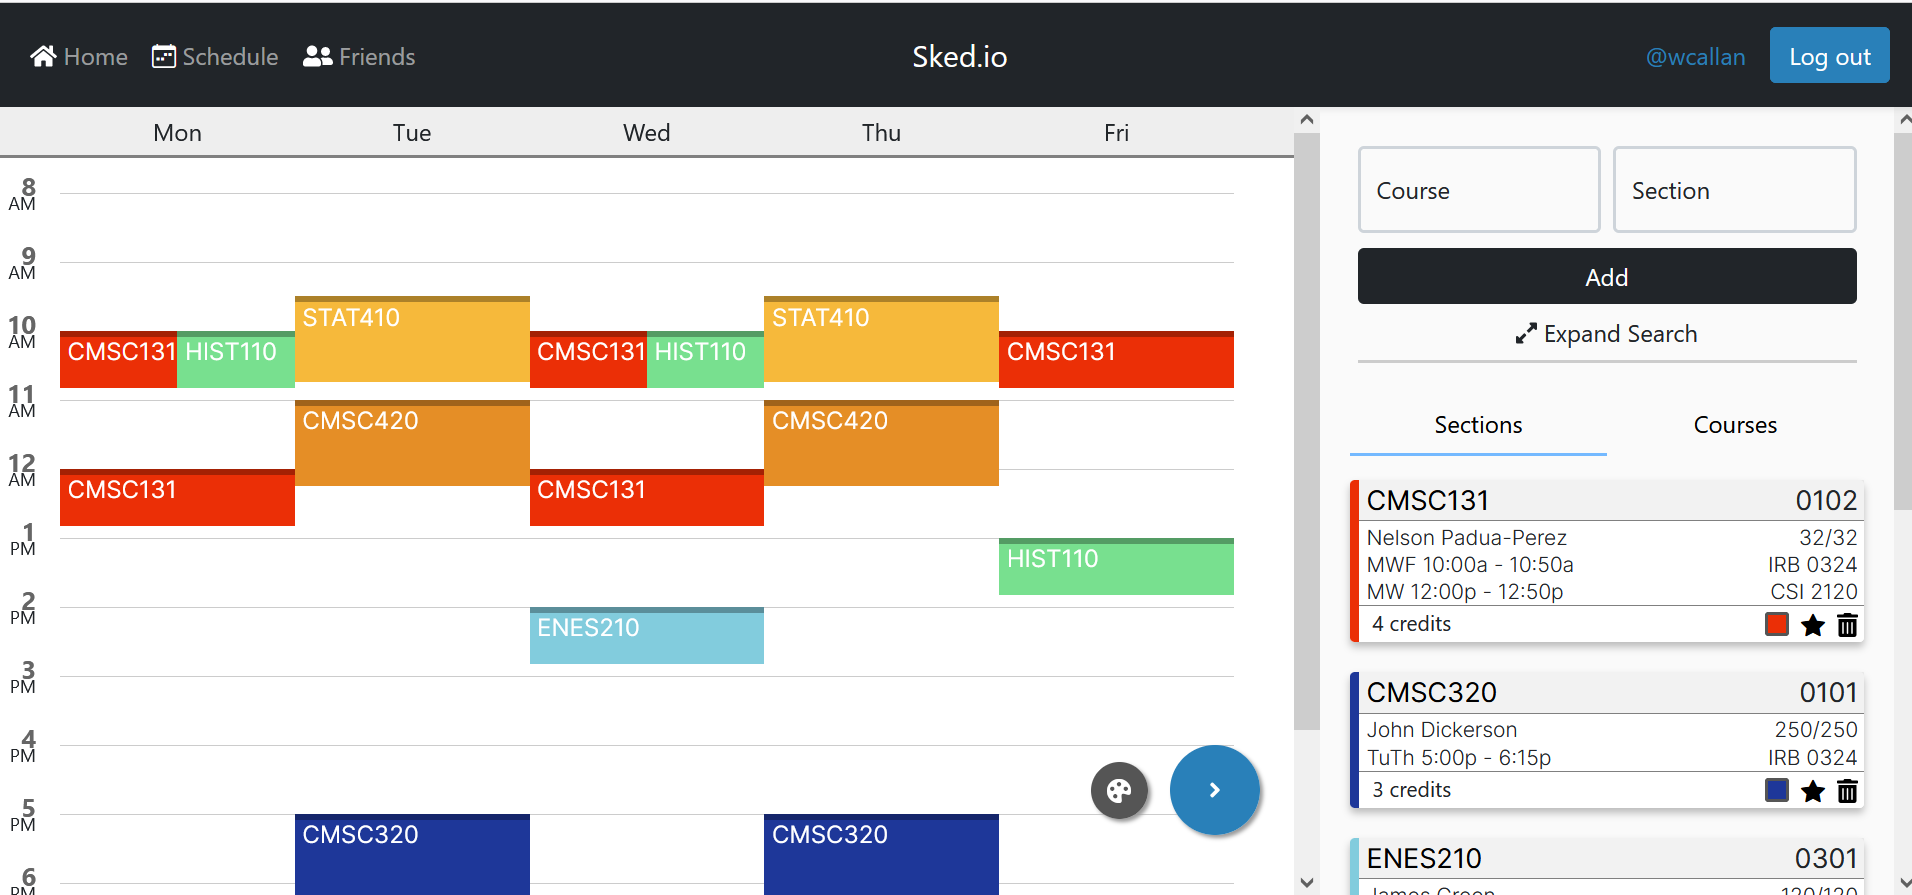 Home Schedule Friends Sked.io @wcallan Log out
Mon Tue Wed Thu Fri
8
AM
9
AM
10
AM
11
AM
12
AM
1
PM
2
PM
3
PM
4
PM
5
PM
6
PM
STAT410 STAT410
CMSC131 HIST110 CMSC131 HIST110 CMSC131
CMSC420 CMSC420
CMSC131 CMSC131
HIST110
ENES210
CMSC320 CMSC320
Course Section
Add
Expand Search
Sections Courses
CMSC131 0102
Nelson Padua-Perez 32/32
MWF 10:00a - 10:50a IRB 0324
MW 12:00p - 12:50p CSI 2120
4 credits
CMSC320 0101
John Dickerson 250/250
TuTh 5:00p - 6:15p IRB 0324
3 credits
ENES210 0301
James Green 120/120